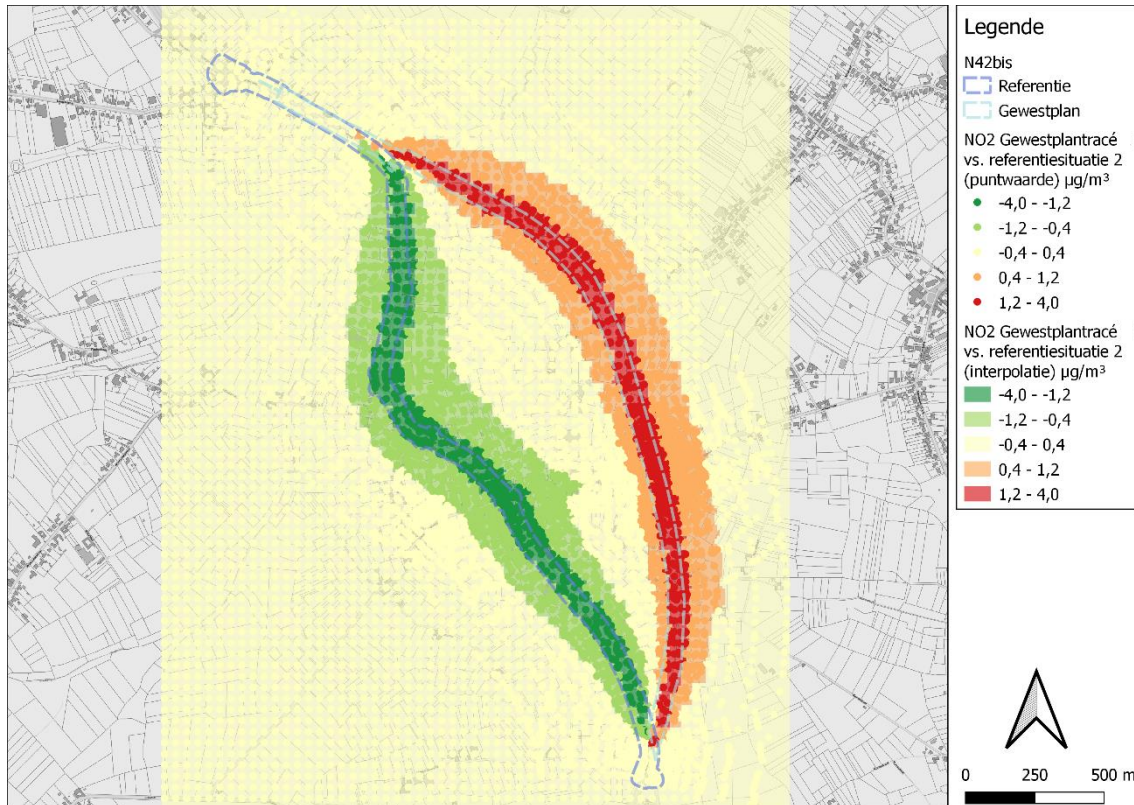 Legende
N42bis
Referentie
Gewestplan
NO2 Gewestplantracé
vs. referentiesituatie 2
(puntwaarde) µg/m³
-4,0 - -1,2
-1,2 - -0,4
-0,4 - 0,4
0,4 - 1,2
1,2 - 4,0
NO2 Gewestplantracé
vs. referentiesituatie 2
(interpolatie) µg/m³
-4,0 - -1,2
-1,2 - -0,4
-0,4 - 0,4
0,4 - 1,2
1,2 - 4,0
0 250 500 m